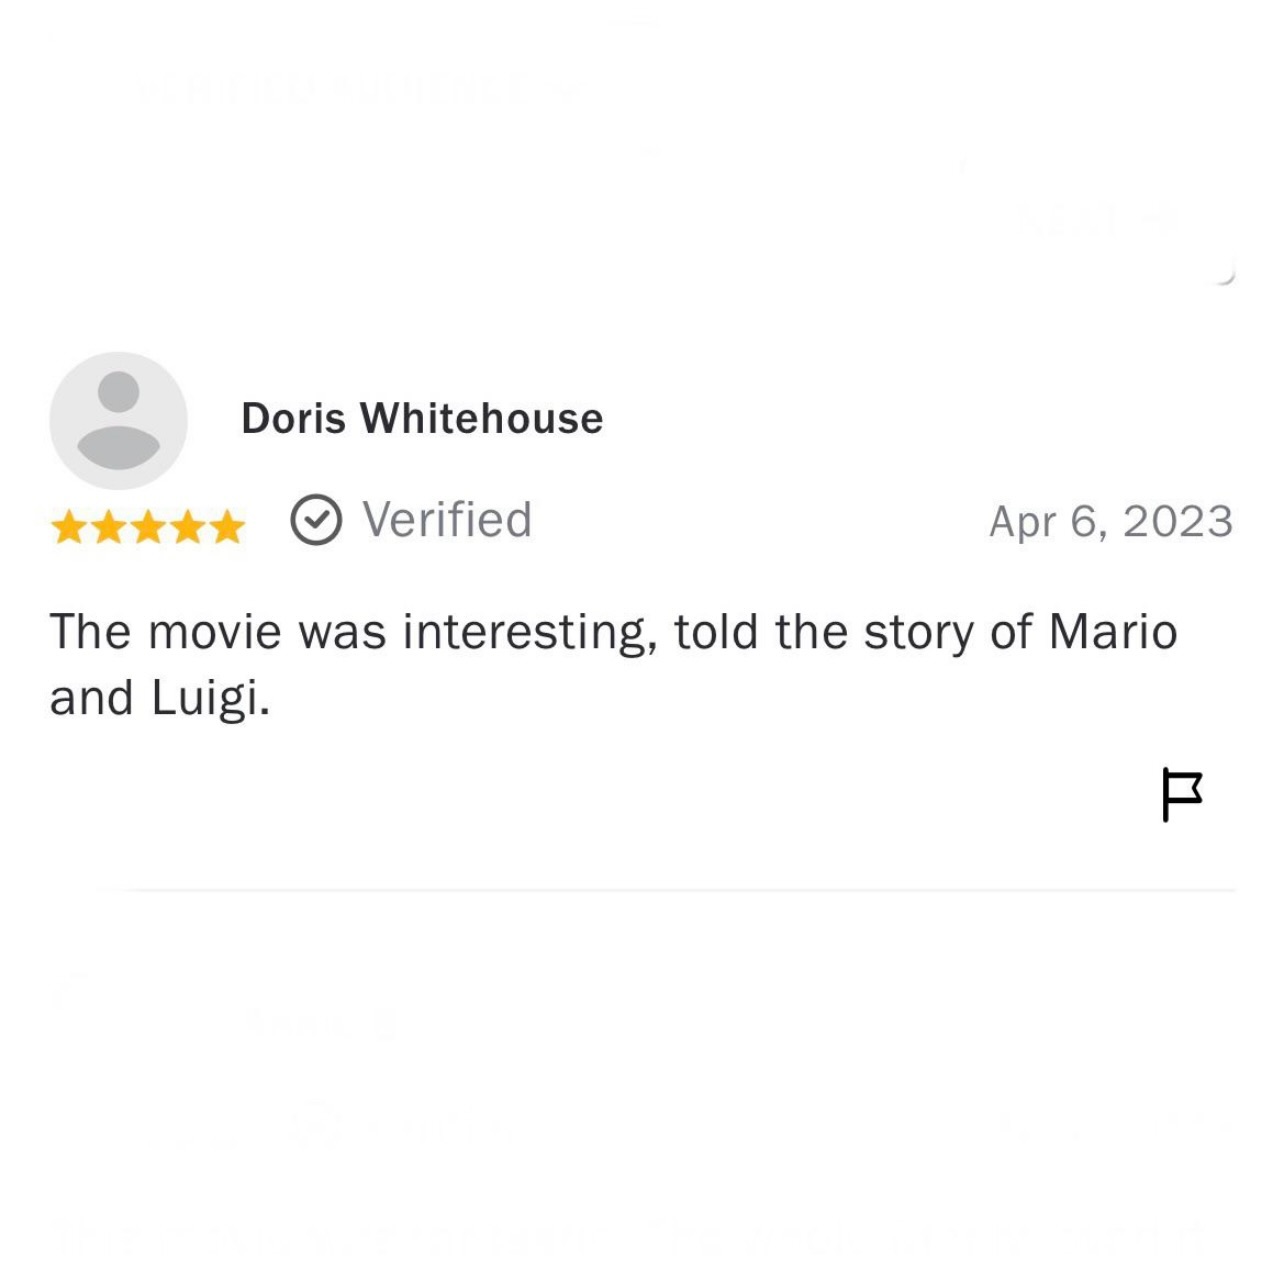 Doris Whitehouse
Verified
Apr 6, 2023
The movie was interesting, told the story of Mario
and Luigi.